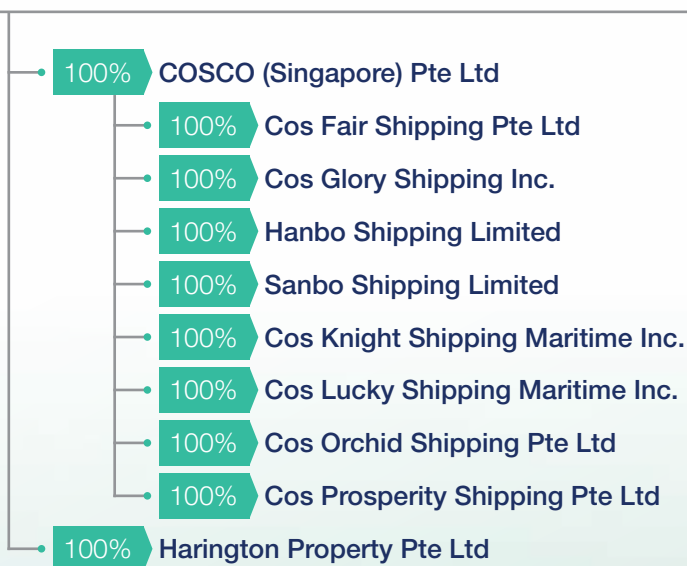 100% COSCO (Singapore) Pte Ltd
100% Cos Fair Shipping Pte Ltd
100% Cos Glory Shipping Inc.
100% Hanbo Shipping Limited
100% Sanbo Shipping Limited
100% Cos Knight Shipping Maritime Inc.
100% Cos Lucky Shipping Maritime Inc.
100% Cos Orchid Shipping Pte Ltd
100% Cos Prosperity Shipping Pte Ltd
100% Harington Property Pte Ltd